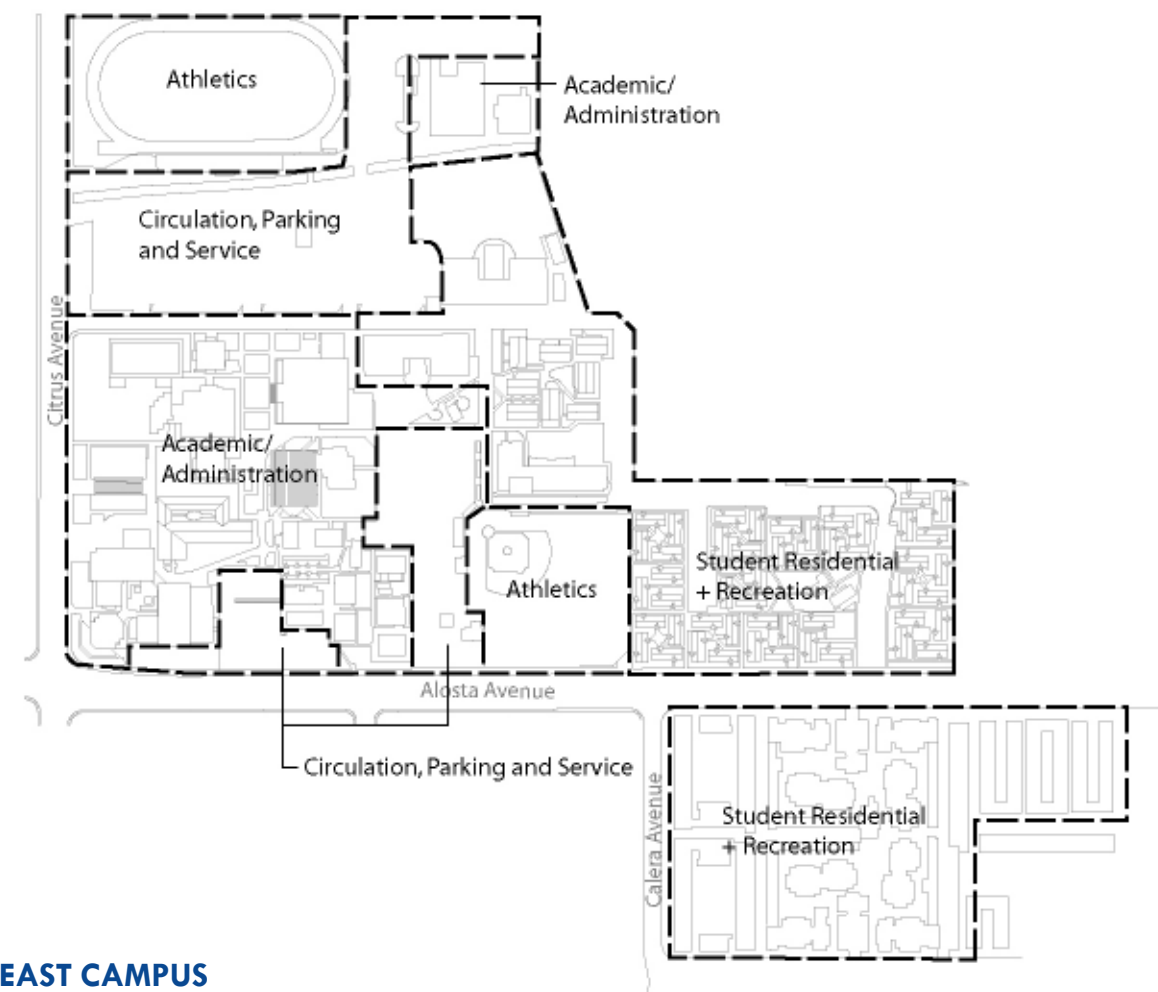 Athletics
Academic/
Administration
Circulation, Parking
and Service
Citrus Avenue
Academic/
Administration
Student Residential
+ Recreation
Athletics
Alosta Avenue
Circulation, Parking and Service
Calera Avenue
Student Residential
+ Recreation
EAST CAMPUS